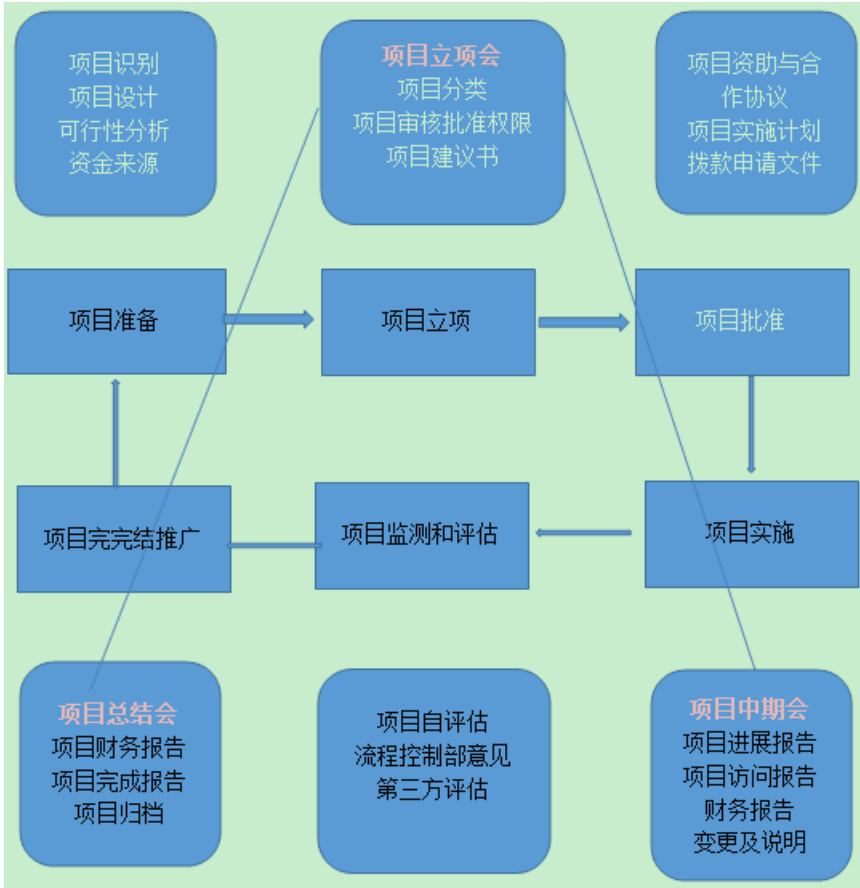 项目识别
项目设计
可行性分析
资金来源
项目立项会
项目分类
项目审核批准权限
项目建议书
项目资助与合
作协议
项目实施计划
拨款申请文件
项目准备
项目立项
项目批准
项目完完结推广
项目监测和评估
项目实施
项目总结会
项目财务报告
项目完成报告
项目归档
项目自评估
流程控制部意见
第三方评估
项目中期会
项目进展报告
项目访问报告
财务报告
变更及说明